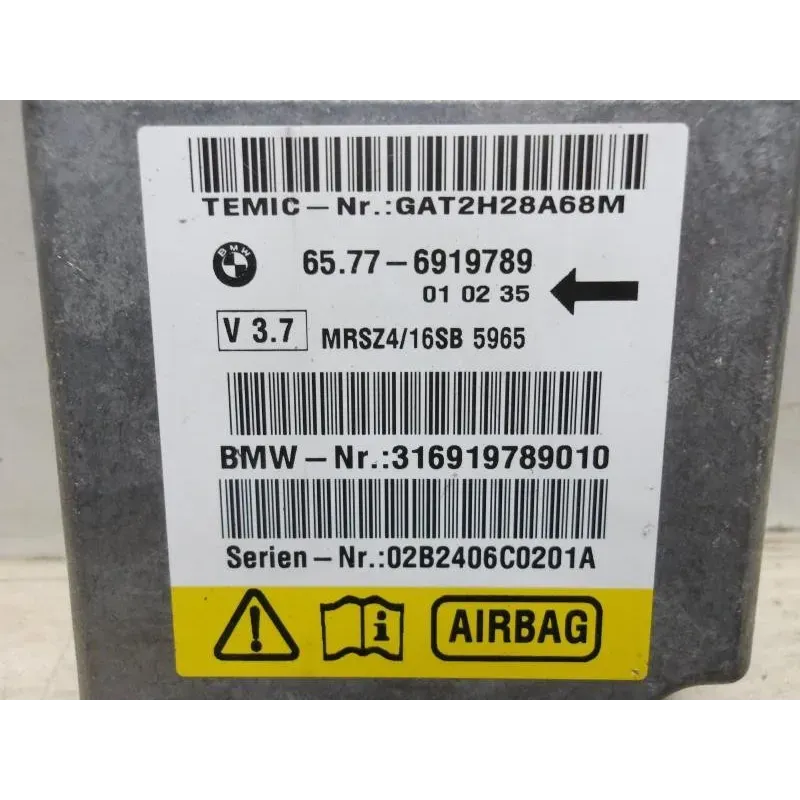 TEMIC-Nr.:GAT2H28A68M
BMW
65.77-6919789
01 02 35
V 3.7
MRSZ4/16SB 5965
BMW-Nr.:316919789010
Serien-Nr.:02B2406C0201A
AIRBAG